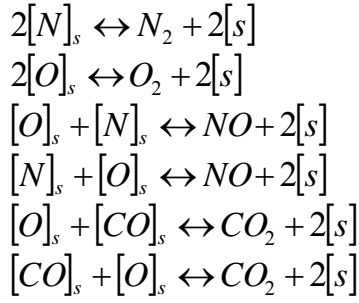 2[N]ₛ ↔ N₂ + 2[s]
2[O]ₛ ↔ O₂ + 2[s]
[O]ₛ + [N]ₛ ↔ NO + 2[s]
[N]ₛ + [O]ₛ ↔ NO + 2[s]
[O]ₛ + [CO]ₛ ↔ CO₂ + 2[s]
[CO]ₛ + [O]ₛ ↔ CO₂ + 2[s]